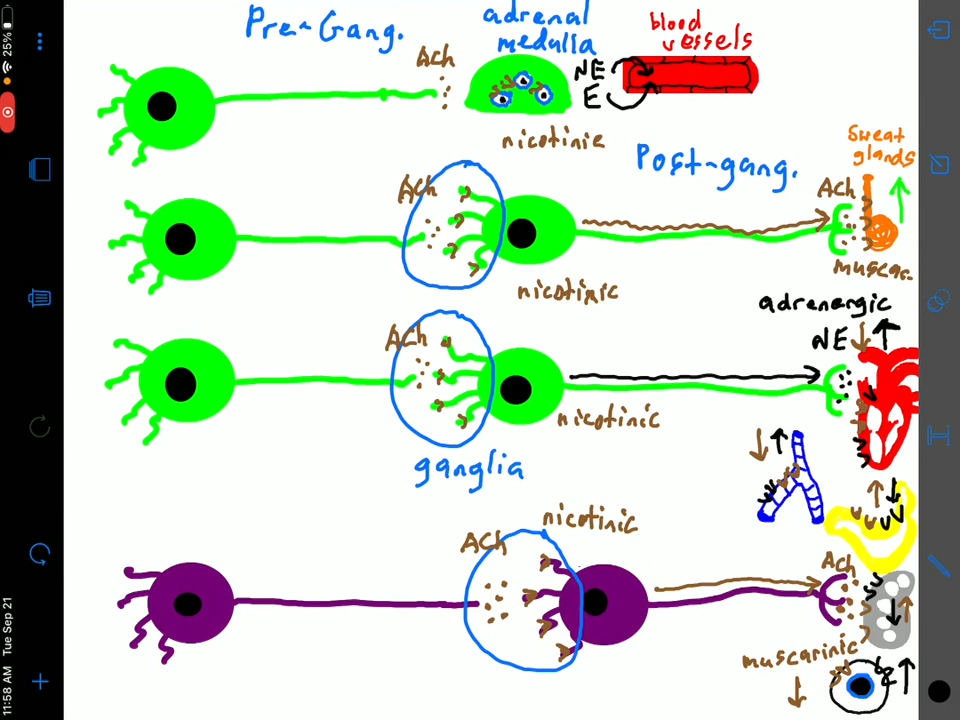 Pre-Gang.
adrenal
medulla
blood
vessels
ACh
NE
E
nicotinic
Post-gang.
Sweat
glands
ACh
ACh
muscar.
nicotinic
adrenergic
NE
ACh
nicotinic
ganglia
nicotinic
ACh
ACh
muscarinic
25%
11:58 AM Tue Sep 21